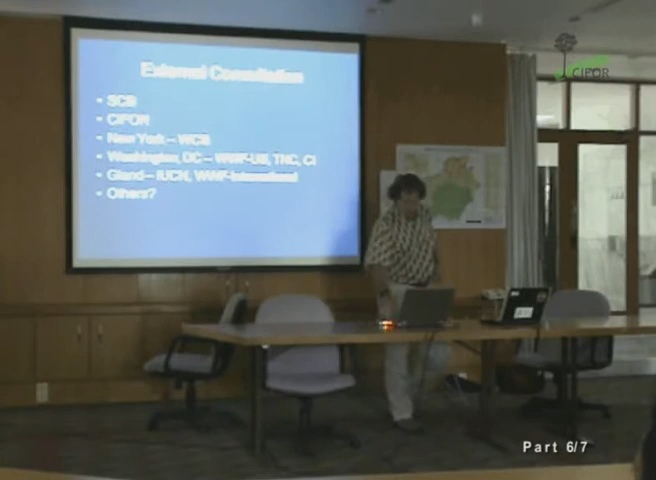 External Consultation
- SCB
- CIFOR
- New York – WCS
- Washington, DC – WWF-US, TNC, CI
- Gland – IUCN, WWF-International
- Others?
CIFOR
Part 6/7